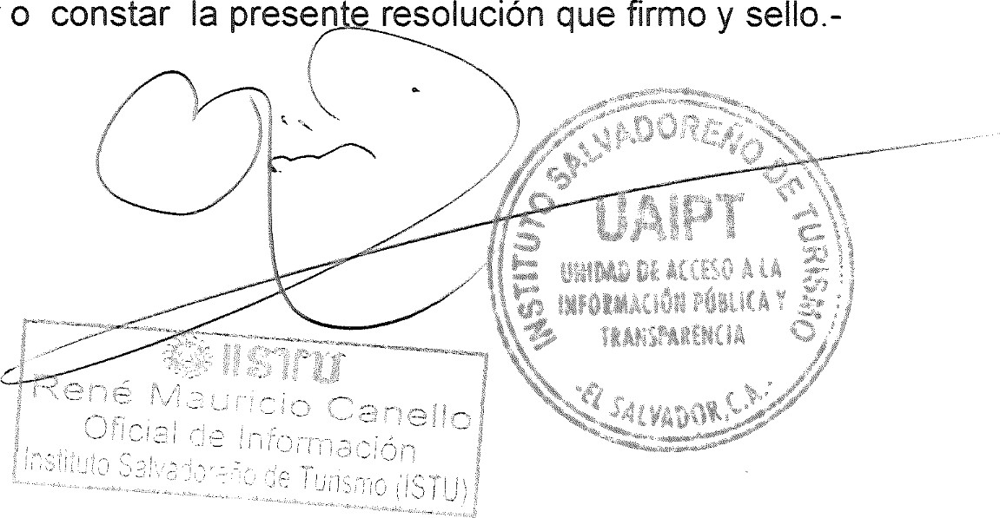 o constar la presente resolución que firmo y sello.-
INSTITUTO SALVADOREÑO DE TURISMO
UAIPT
UNIDAD DE ACCESO A LA
INFORMACIÓN PÚBLICA Y
TRANSPARENCIA
-EL SALVADOR, C.A.-
ISTU
René Mauricio Canello
Oficial de Información
Instituto Salvadoreño de Turismo (ISTU)